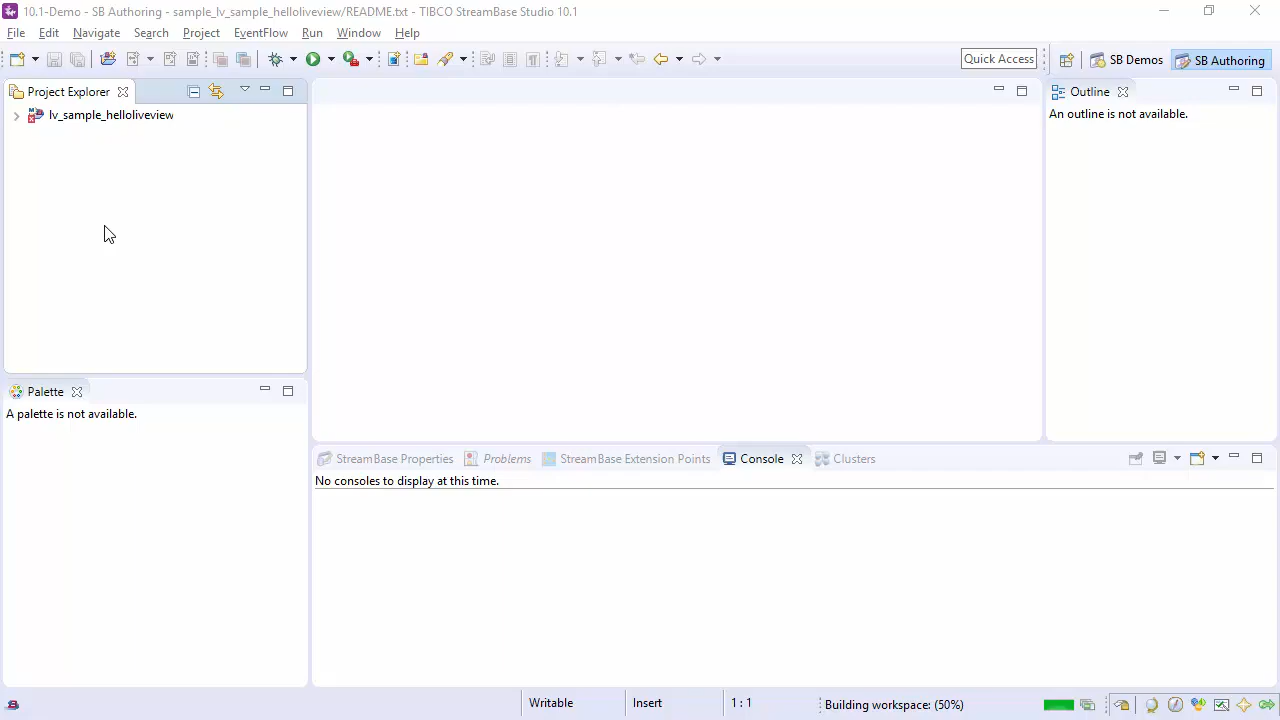 10.1-Demo - SB Authoring - sample_lv_sample_helloliveview/README.txt - TIBCO StreamBase Studio 10.1
File Edit Navigate Search Project EventFlow Run Window Help
Quick Access
SB Demos
SB Authoring
Project Explorer
lv_sample_helloliveview
Outline
An outline is not available.
Palette
A palette is not available.
StreamBase Properties Problems StreamBase Extension Points Console Clusters
No consoles to display at this time.
Writable Insert 1 : 1 Building workspace: (50%)